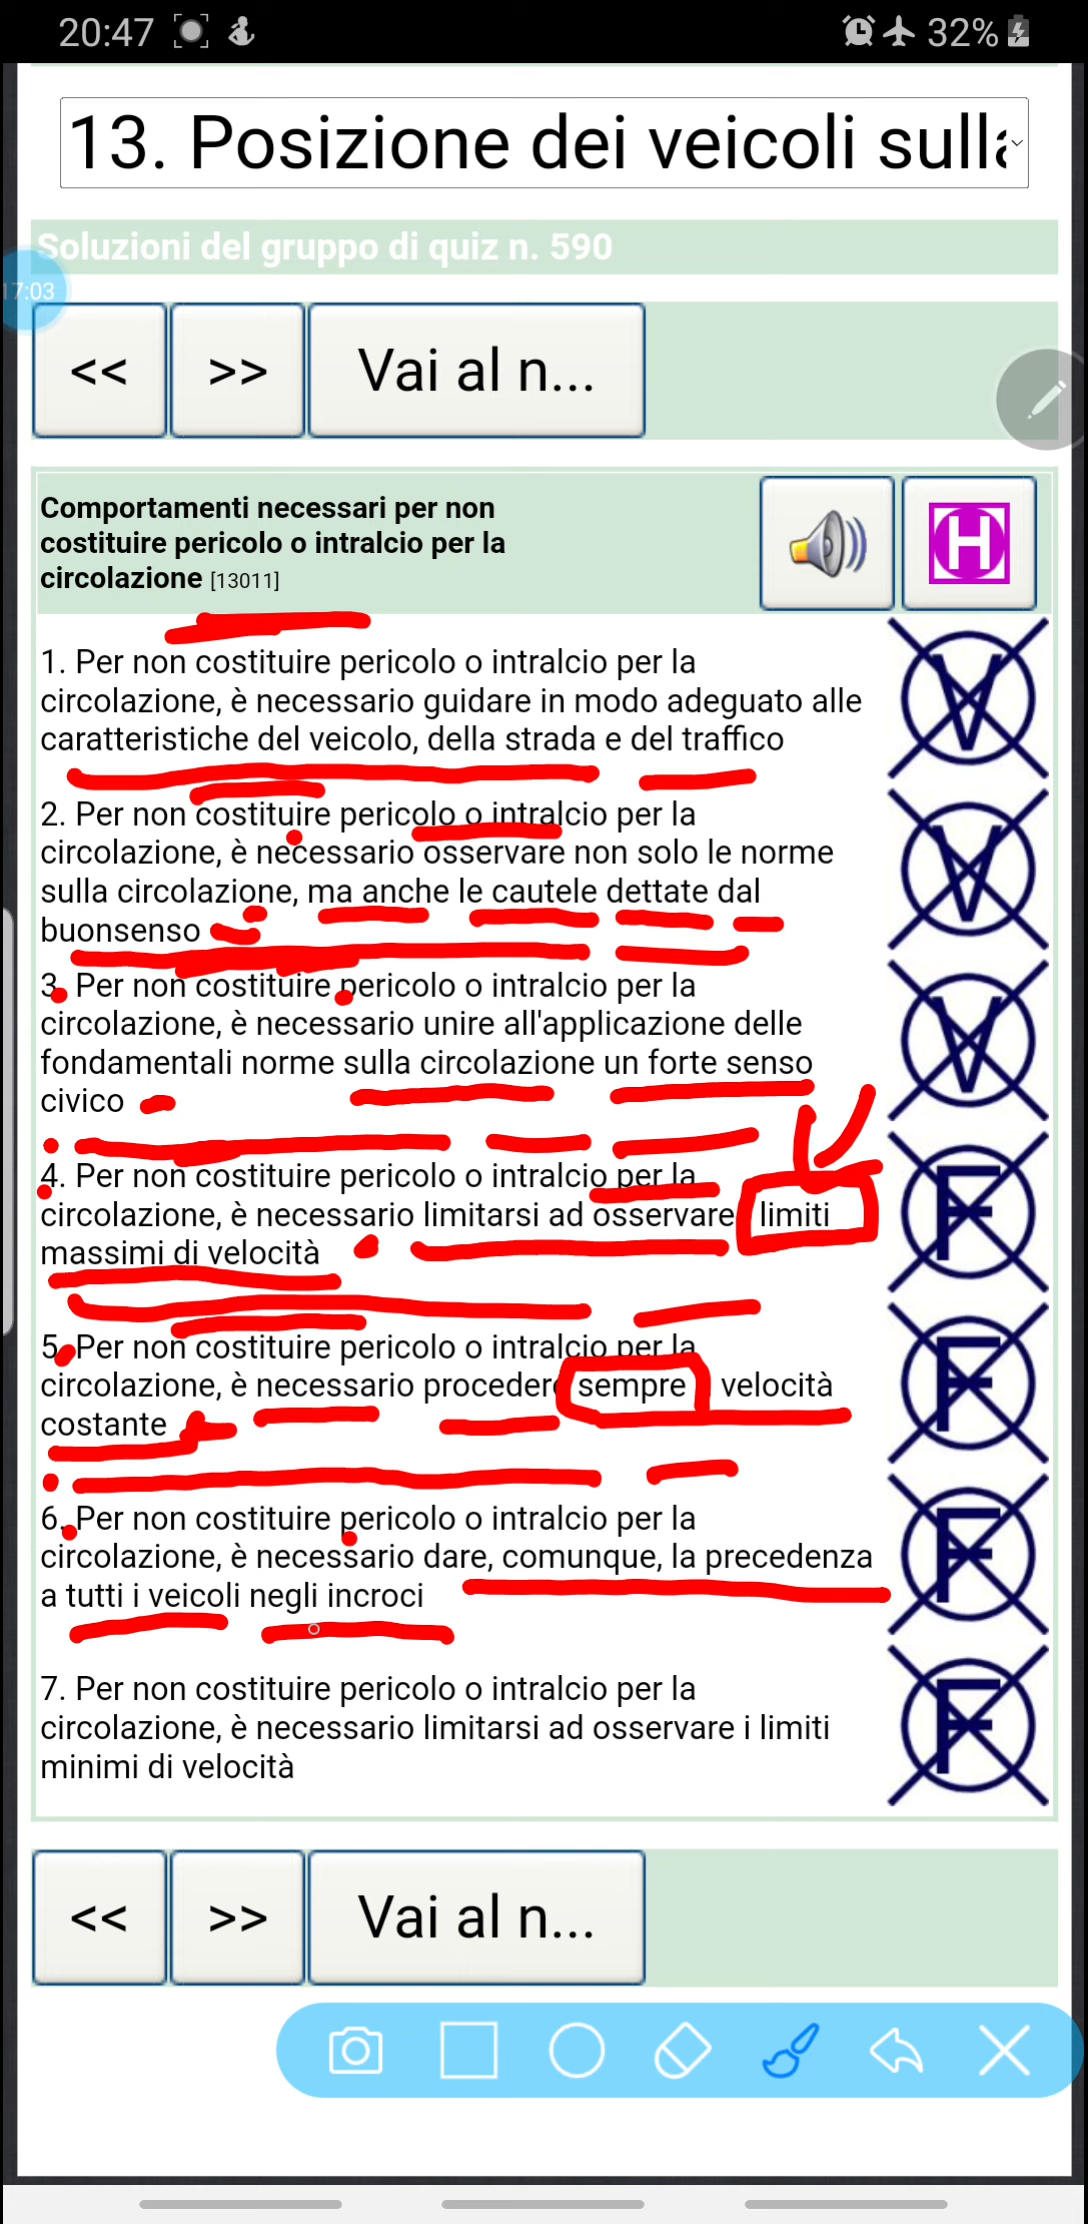 20:47
32%
13. Posizione dei veicoli sulla
Soluzioni del gruppo di quiz n. 590
17:03
<< >> Vai al n...
Comportamenti necessari per non
costituire pericolo o intralcio per la
circolazione [13011]
H
1. Per non costituire pericolo o intralcio per la
circolazione, è necessario guidare in modo adeguato alle
caratteristiche del veicolo, della strada e del traffico
V
2. Per non costituire pericolo o intralcio per la
circolazione, è necessario osservare non solo le norme
sulla circolazione, ma anche le cautele dettate dal
buonsenso
V
3. Per non costituire pericolo o intralcio per la
circolazione, è necessario unire all'applicazione delle
fondamentali norme sulla circolazione un forte senso
civico
V
4. Per non costituire pericolo o intralcio per la
circolazione, è necessario limitarsi ad osservare limiti
massimi di velocità
F
5. Per non costituire pericolo o intralcio per la
circolazione, è necessario procedere sempre velocità
costante
F
6. Per non costituire pericolo o intralcio per la
circolazione, è necessario dare, comunque, la precedenza
a tutti i veicoli negli incroci
F
7. Per non costituire pericolo o intralcio per la
circolazione, è necessario limitarsi ad osservare i limiti
minimi di velocità
F
<< >> Vai al n...